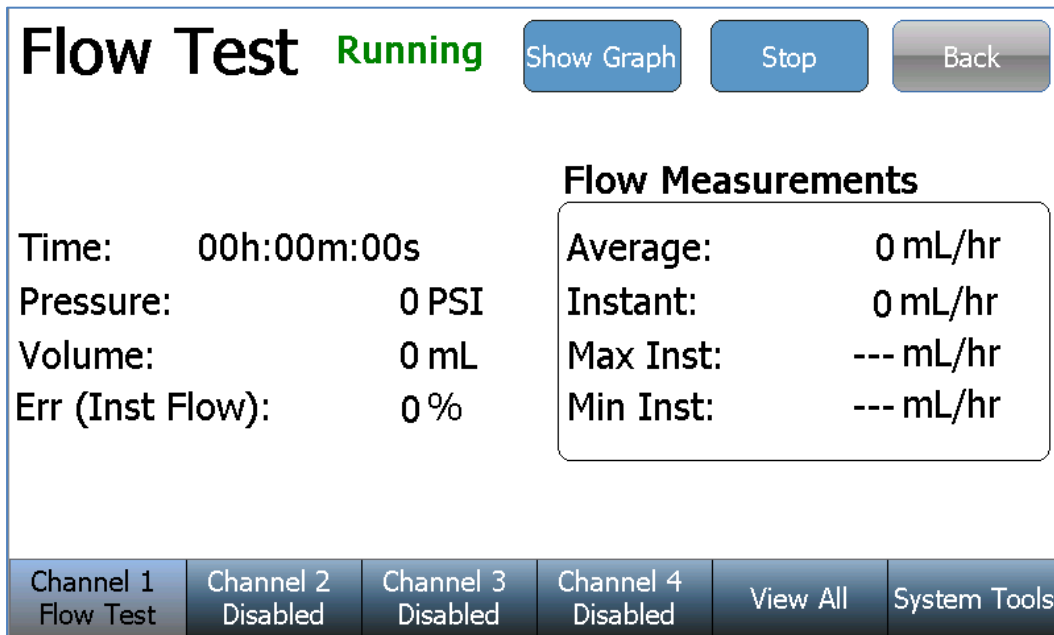 Flow Test Running Show Graph Stop Back
Flow Measurements
Time: 00h:00m:00s
Pressure: 0 PSI
Volume: 0 mL
Err (Inst Flow): 0 %
Average: 0 mL/hr
Instant: 0 mL/hr
Max Inst: --- mL/hr
Min Inst: --- mL/hr
Channel 1 Channel 2 Channel 3 Channel 4 View All System Tools
Flow Test Disabled Disabled Disabled